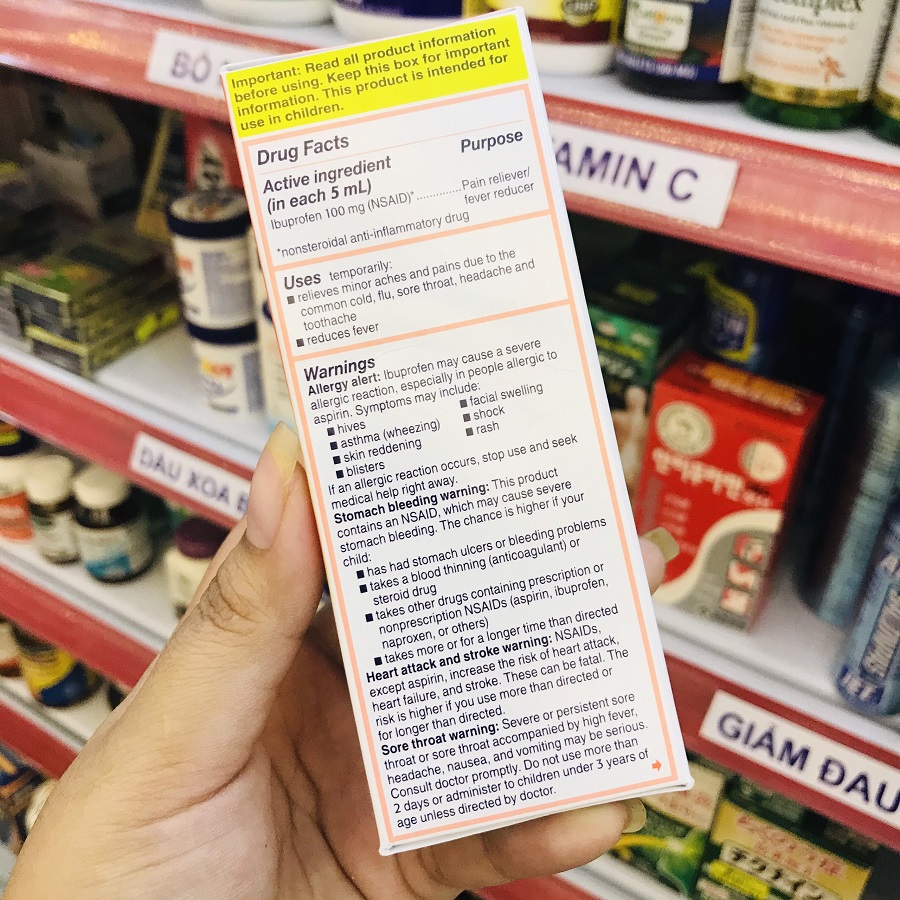 Important: Read all product information
before using. Keep this box for important
information. This product is intended for
use in children.
Drug Facts
Active ingredient
(in each 5 mL)
Purpose
Ibuprofen 100 mg (NSAID)* ............. Pain reliever/
fever reducer
*nonsteroidal anti-inflammatory drug
Uses temporarily:
■ relieves minor aches and pains due to the
common cold, flu, sore throat, headache and
toothache
■ reduces fever
Warnings
Allergy alert: Ibuprofen may cause a severe
allergic reaction, especially in people allergic to
aspirin. Symptoms may include:
■ hives
■ asthma (wheezing)
■ skin reddening
■ blisters
■ facial swelling
■ shock
■ rash
If an allergic reaction occurs, stop use and seek
medical help right away.
Stomach bleeding warning: This product
contains an NSAID, which may cause severe
stomach bleeding. The chance is higher if your
child:
■ has had stomach ulcers or bleeding problems
■ takes a blood thinning (anticoagulant) or
steroid drug
■ takes other drugs containing prescription or
nonprescription NSAIDs (aspirin, ibuprofen,
naproxen, or others)
■ takes more or for a longer time than directed
Heart attack and stroke warning: NSAIDs,
except aspirin, increase the risk of heart attack,
heart failure, and stroke. These can be fatal. The
risk is higher if you use more than directed or
for longer than directed.
Sore throat warning: Severe or persistent sore
throat or sore throat accompanied by high fever,
headache, nausea, and vomiting may be serious.
Consult doctor promptly. Do not use more than
2 days or administer to children under 3 years of
age unless directed by doctor.
BỔ
AMIN C
DẦU XOA B
GIẢM ĐAU